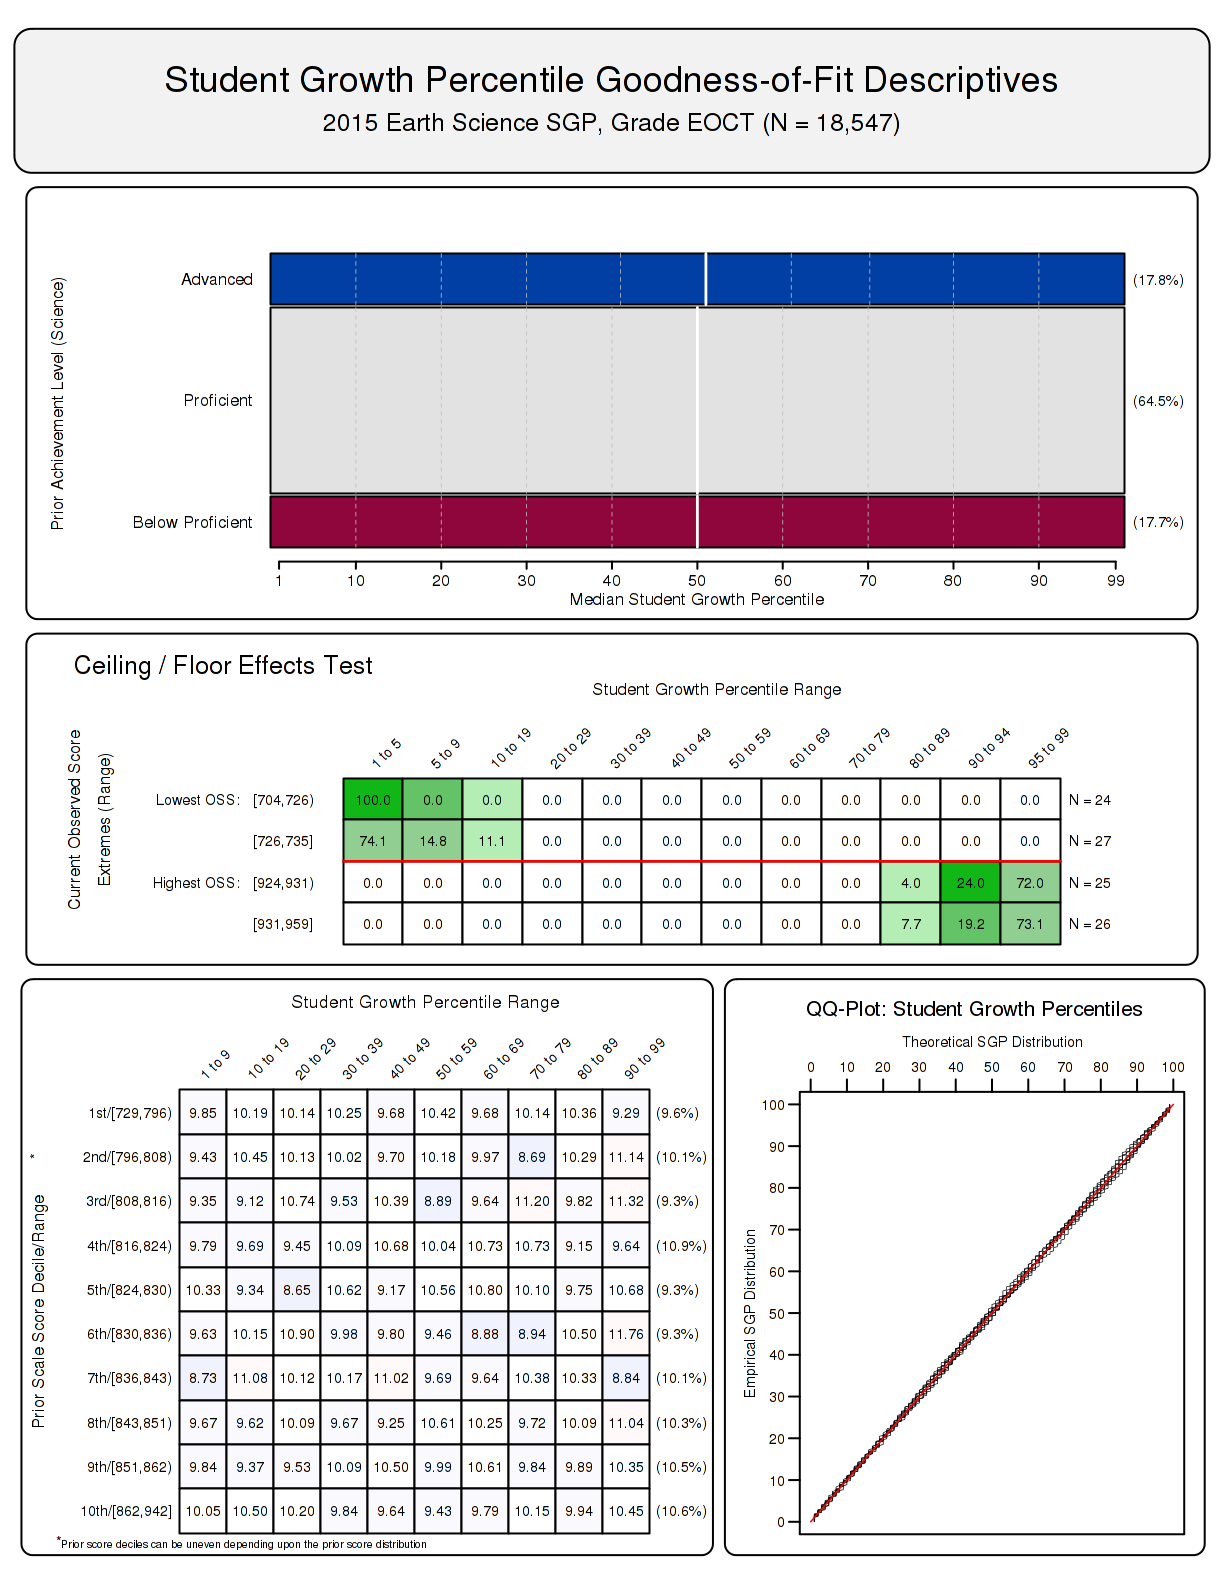 Student Growth Percentile Goodness-of-Fit Descriptives
2015 Earth Science SGP, Grade EOCT (N = 18,547)
Prior Achievement Level (Science)
Advanced (17.8%)
Proficient (64.5%)
Below Proficient (17.7%)
1 10 20 30 40 50 60 70 80 90 99
Median Student Growth Percentile
Ceiling / Floor Effects Test
Student Growth Percentile Range
Current Observed Score
Extremes (Range)
1 to 5 5 to 9 10 to 19 20 to 29 30 to 39 40 to 49 50 to 59 60 to 69 70 to 79 80 to 89 90 to 94 95 to 99
Lowest OSS: [704,726) 100.0 0.0 0.0 0.0 0.0 0.0 0.0 0.0 0.0 0.0 0.0 0.0 N = 24
[726,735] 74.1 14.8 11.1 0.0 0.0 0.0 0.0 0.0 0.0 0.0 0.0 0.0 N = 27
Highest OSS: [924,931) 0.0 0.0 0.0 0.0 0.0 0.0 0.0 0.0 0.0 4.0 24.0 72.0 N = 25
[931,959] 0.0 0.0 0.0 0.0 0.0 0.0 0.0 0.0 0.0 7.7 19.2 73.1 N = 26
Student Growth Percentile Range
* Prior Scale Score Decile/Range
1 to 9 10 to 19 20 to 29 30 to 39 40 to 49 50 to 59 60 to 69 70 to 79 80 to 89 90 to 99
1st/[729,796) 9.85 10.19 10.14 10.25 9.68 10.42 9.68 10.14 10.36 9.29 (9.6%)
2nd/[796,808) 9.43 10.45 10.13 10.02 9.70 10.18 9.97 8.69 10.29 11.14 (10.1%)
3rd/[808,816) 9.35 9.12 10.74 9.53 10.39 8.89 9.64 11.20 9.82 11.32 (9.3%)
4th/[816,824) 9.79 9.69 9.45 10.09 10.68 10.04 10.73 10.73 9.15 9.64 (10.9%)
5th/[824,830) 10.33 9.34 8.65 10.62 9.17 10.56 10.80 10.10 9.75 10.68 (9.3%)
6th/[830,836) 9.63 10.15 10.90 9.98 9.80 9.46 8.88 8.94 10.50 11.76 (9.3%)
7th/[836,843) 8.73 11.08 10.12 10.17 11.02 9.69 9.64 10.38 10.33 8.84 (10.1%)
8th/[843,851) 9.67 9.62 10.09 9.67 9.25 10.61 10.25 9.72 10.09 11.04 (10.3%)
9th/[851,862) 9.84 9.37 9.53 10.09 10.50 9.99 10.61 9.84 9.89 10.35 (10.5%)
10th/[862,942] 10.05 10.50 10.20 9.84 9.64 9.43 9.79 10.15 9.94 10.45 (10.6%)
*Prior score deciles can be uneven depending upon the prior score distribution
QQ-Plot: Student Growth Percentiles
Theoretical SGP Distribution
0 10 20 30 40 50 60 70 80 90 100
Empirical SGP Distribution
100
90
80
70
60
50
40
30
20
10
0